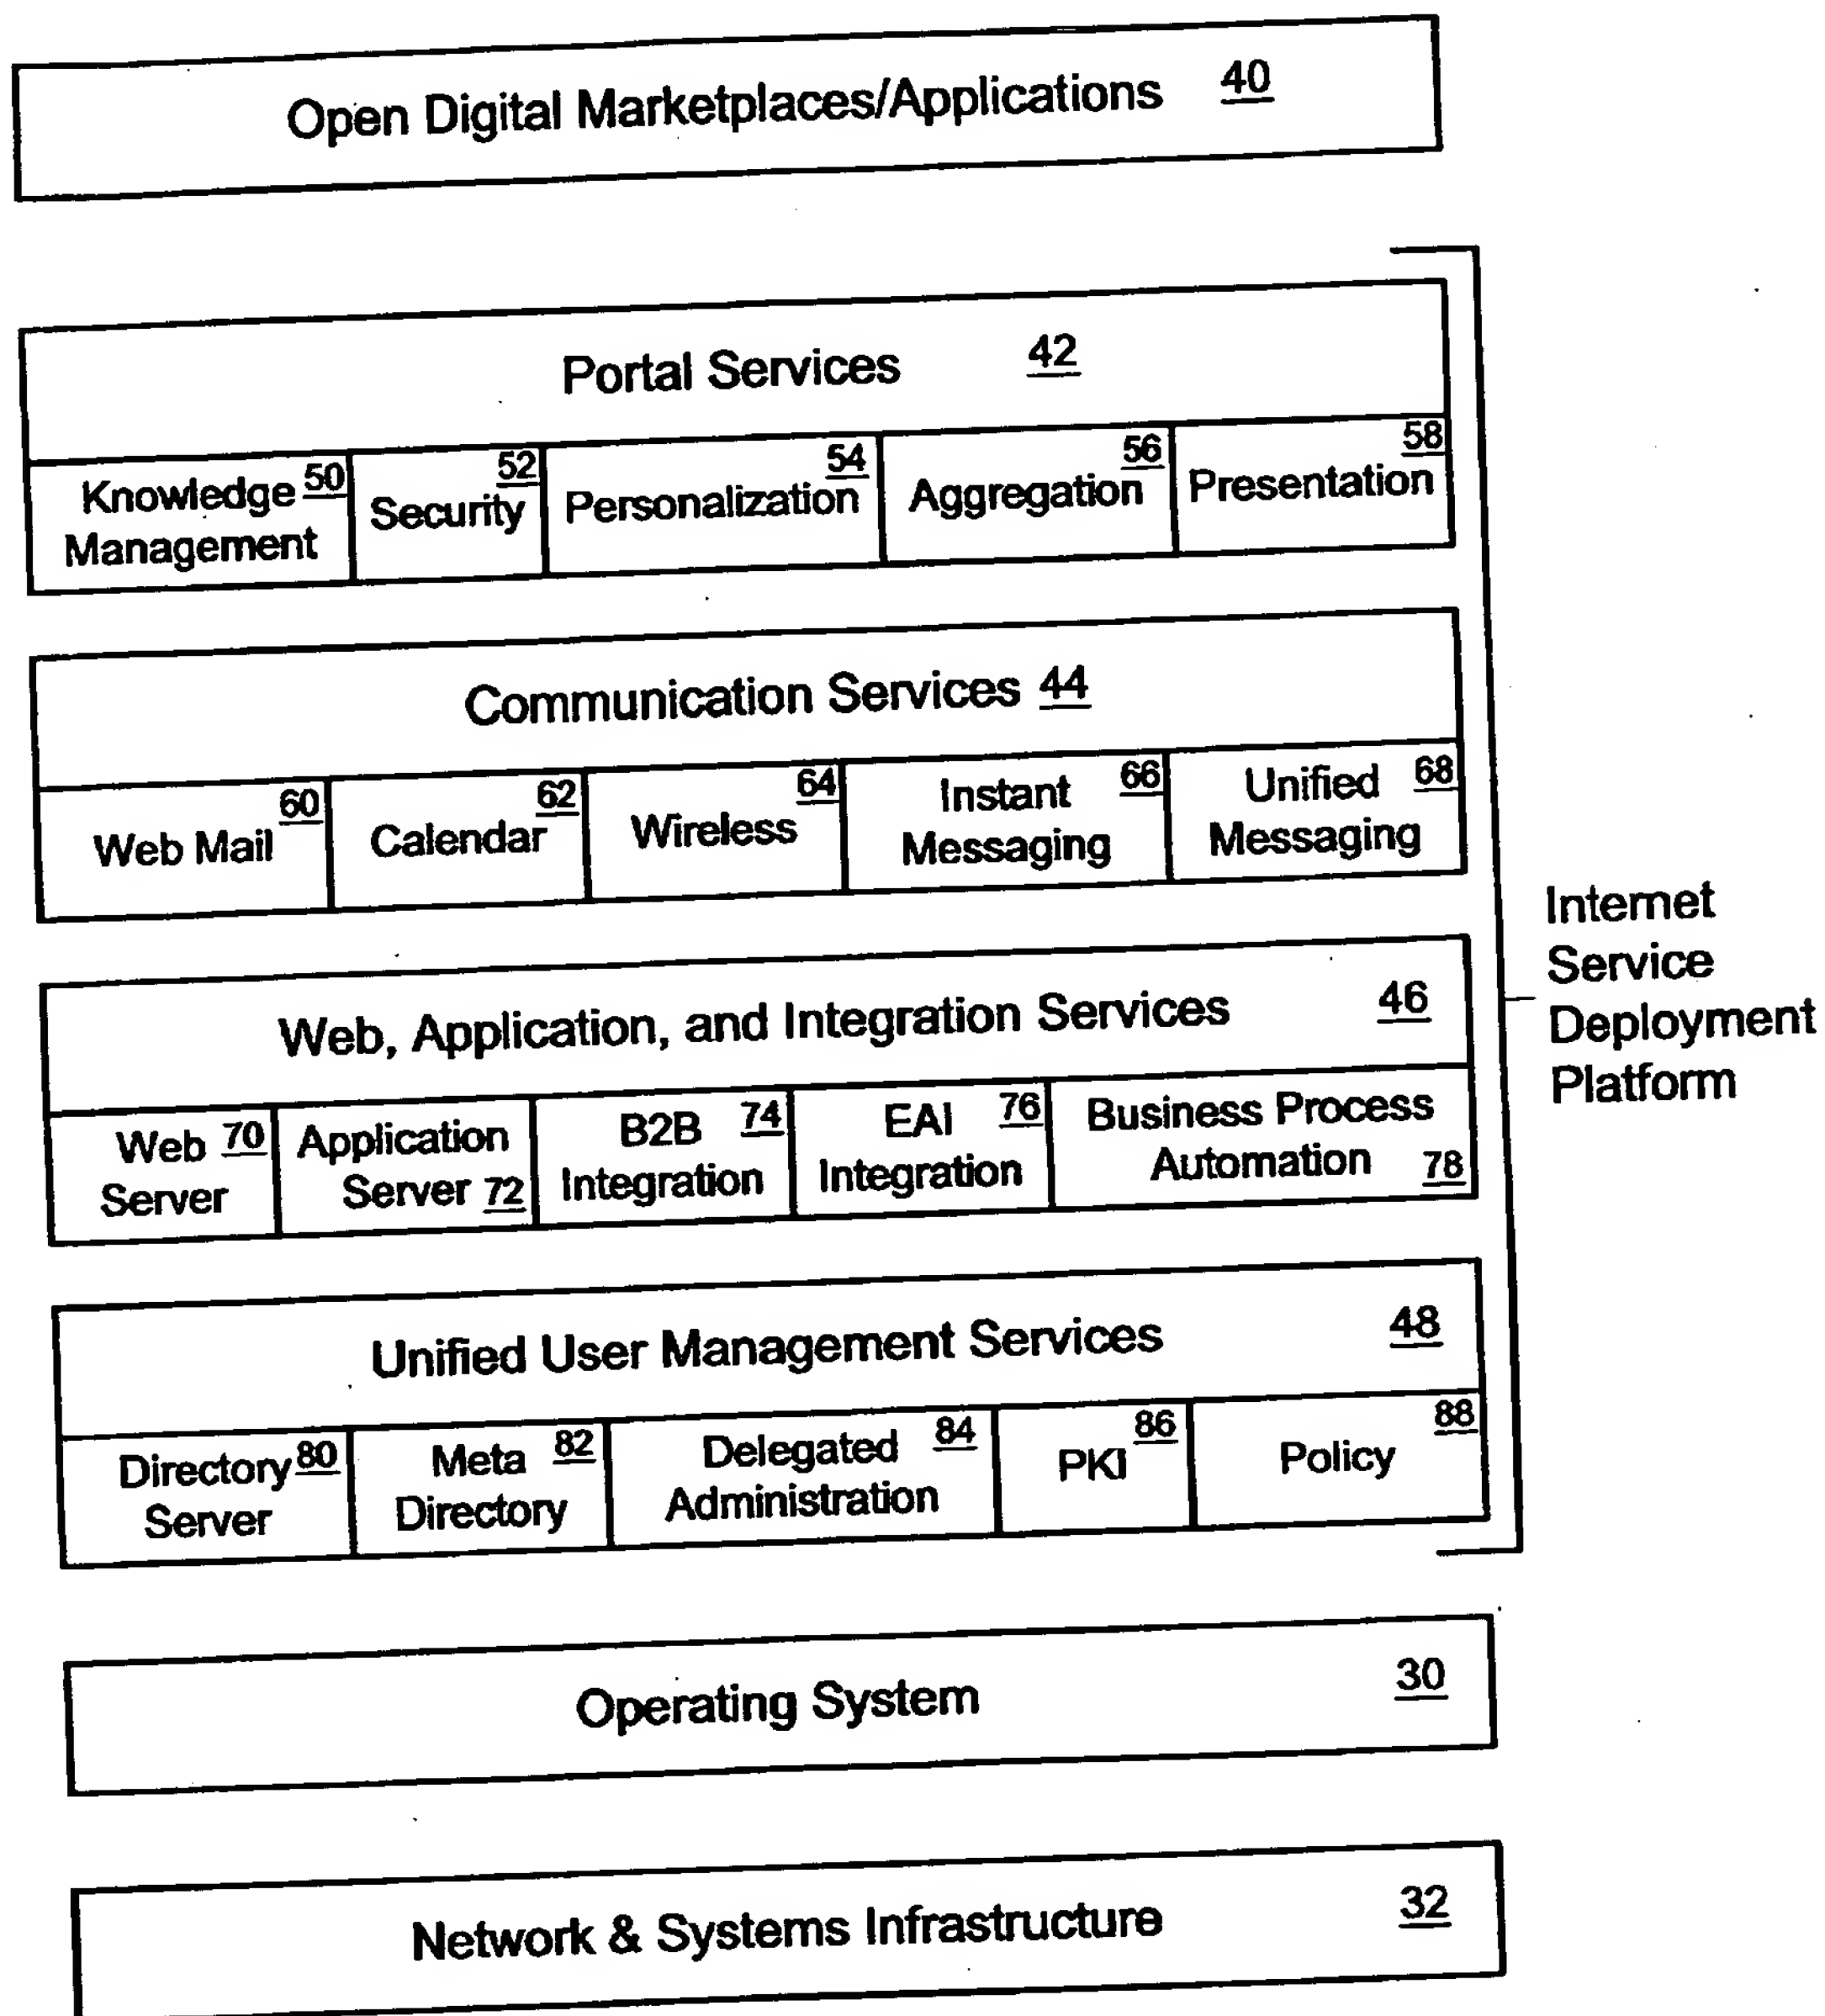 Open Digital Marketplaces/Applications 40
Portal Services 42
Knowledge 50
Management
Security 52
Personalization 54
Aggregation 56
Presentation 58
Communication Services 44
Web Mail 60
Calendar 62
Wireless 64
Instant 66
Messaging
Unified 68
Messaging
Web, Application, and Integration Services 46
Web 70
Server
Application
Server 72
B2B 74
Integration
EAI 76
Integration
Business Process
Automation 78
Unified User Management Services 48
Directory 80
Server
Meta 82
Directory
Delegated 84
Administration
PKI 86
Policy 88
Internet
Service
Deployment
Platform
Operating System 30
Network & Systems Infrastructure 32